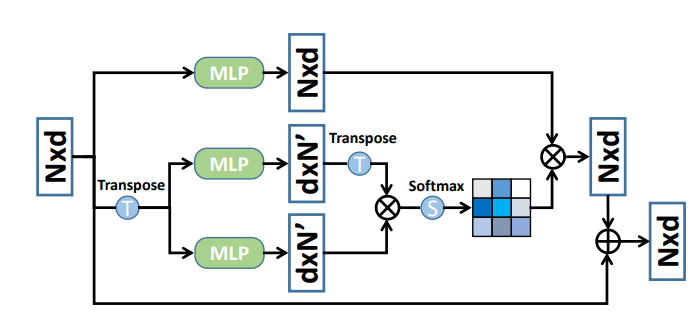 MLP
Nxd
Nxd
Transpose
T
MLP
dxN'
Transpose
T
MLP
dxN'
Softmax
S
Nxd
Nxd